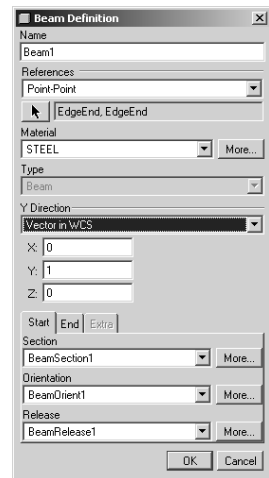 Beam Definition
Name
Beam1
References
Point-Point
EdgeEnd, EdgeEnd
Material
STEEL More...
Type
Beam
Y Direction
Vector in WCS
X: 0
Y: 1
Z: 0
Start End Extra
Section
BeamSection1 More...
Orientation
BeamOrient1 More...
Release
BeamRelease1 More...
OK Cancel